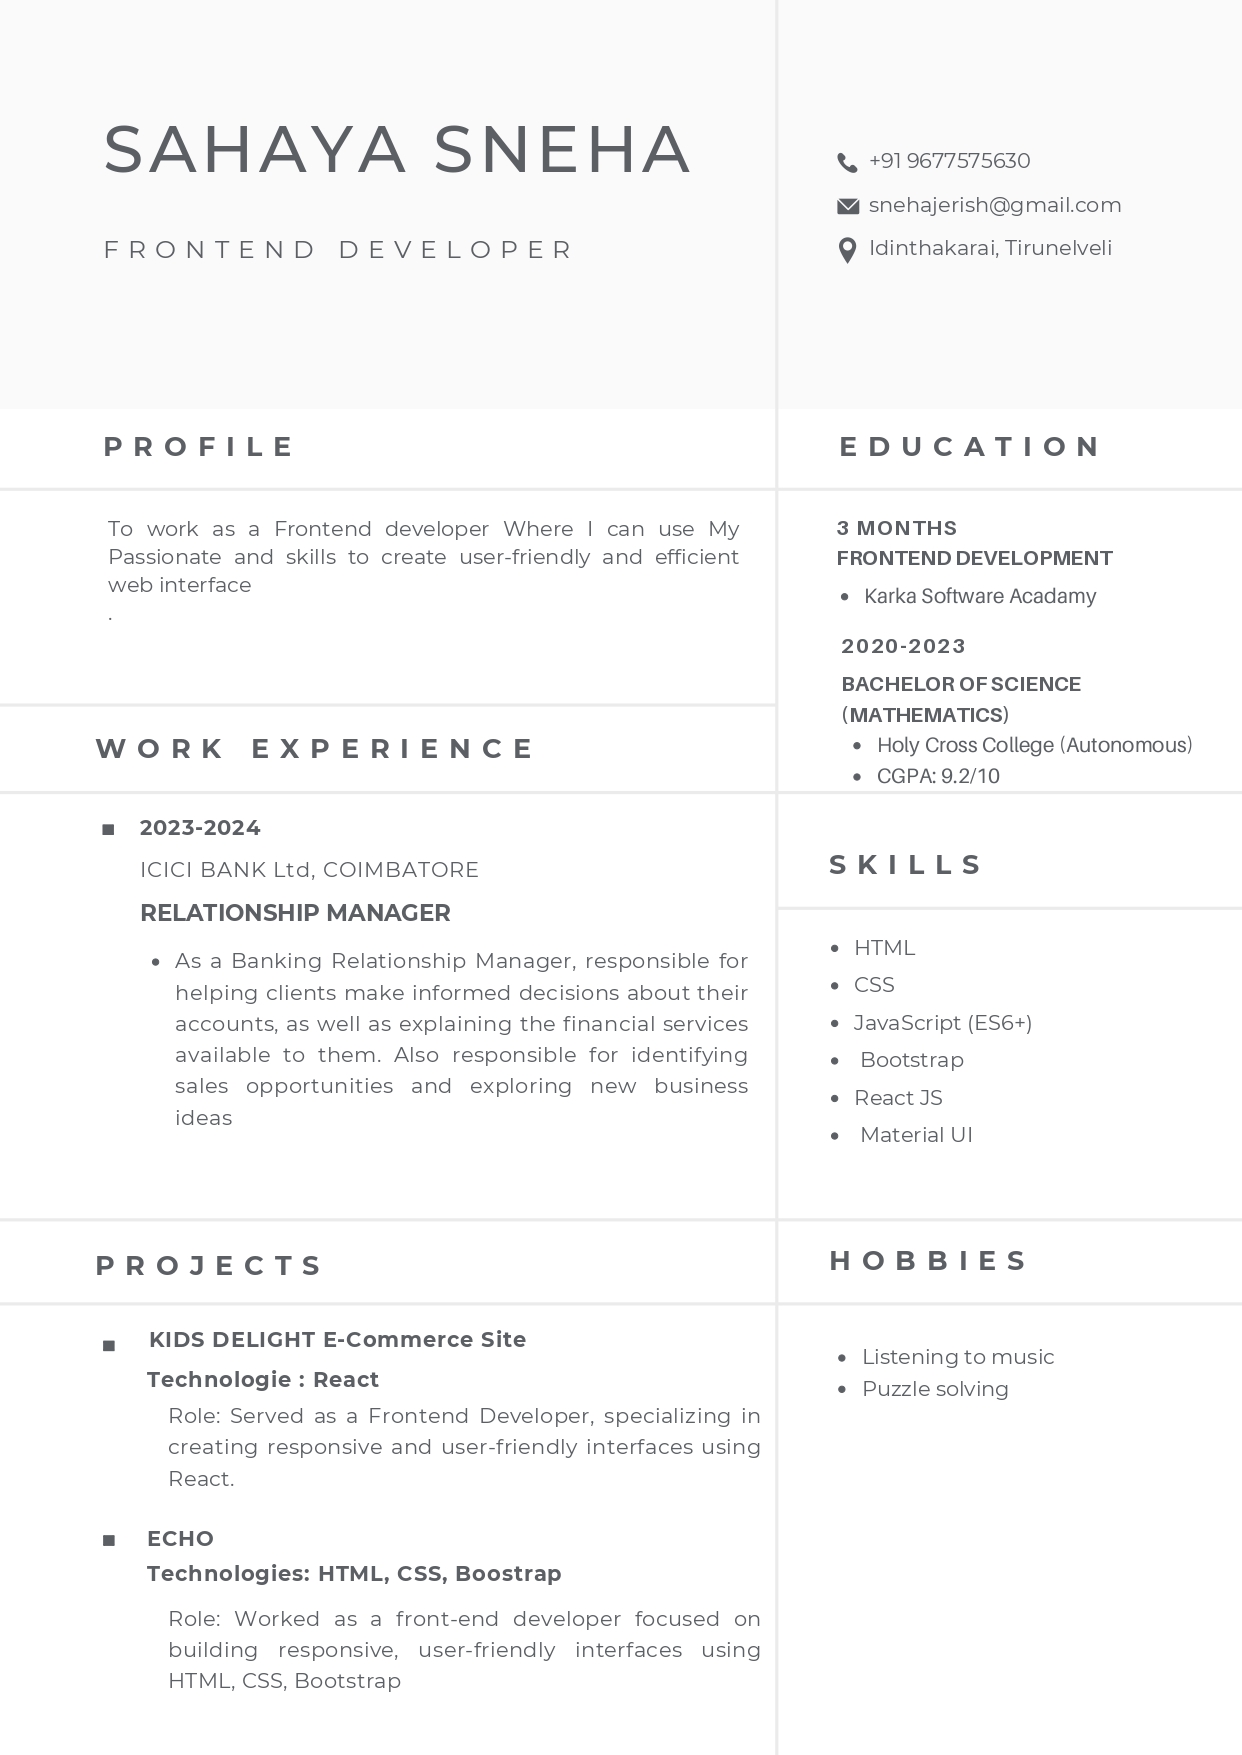 SAHAYA SNEHA
FRONTEND DEVELOPER
+91 9677575630
snehajerish@gmail.com
Idinthakarai, Tirunelveli
PROFILE
To work as a Frontend developer Where I can use My
Passionate and skills to create user-friendly and efficient
web interface
.
WORK EXPERIENCE
2023-2024
ICICI BANK Ltd, COIMBATORE
RELATIONSHIP MANAGER
As a Banking Relationship Manager, responsible for
helping clients make informed decisions about their
accounts, as well as explaining the financial services
available to them. Also responsible for identifying
sales opportunities and exploring new business
ideas
PROJECTS
KIDS DELIGHT E-Commerce Site
Technologie : React
Role: Served as a Frontend Developer, specializing in
creating responsive and user-friendly interfaces using
React.
ECHO
Technologies: HTML, CSS, Boostrap
Role: Worked as a front-end developer focused on
building responsive, user-friendly interfaces using
HTML, CSS, Bootstrap
EDUCATION
3 MONTHS
FRONTEND DEVELOPMENT
Karka Software Acadamy
2020-2023
BACHELOR OF SCIENCE
(MATHEMATICS)
Holy Cross College (Autonomous)
CGPA: 9.2/10
SKILLS
HTML
CSS
JavaScript (ES6+)
Bootstrap
React JS
Material UI
HOBBIES
Listening to music
Puzzle solving